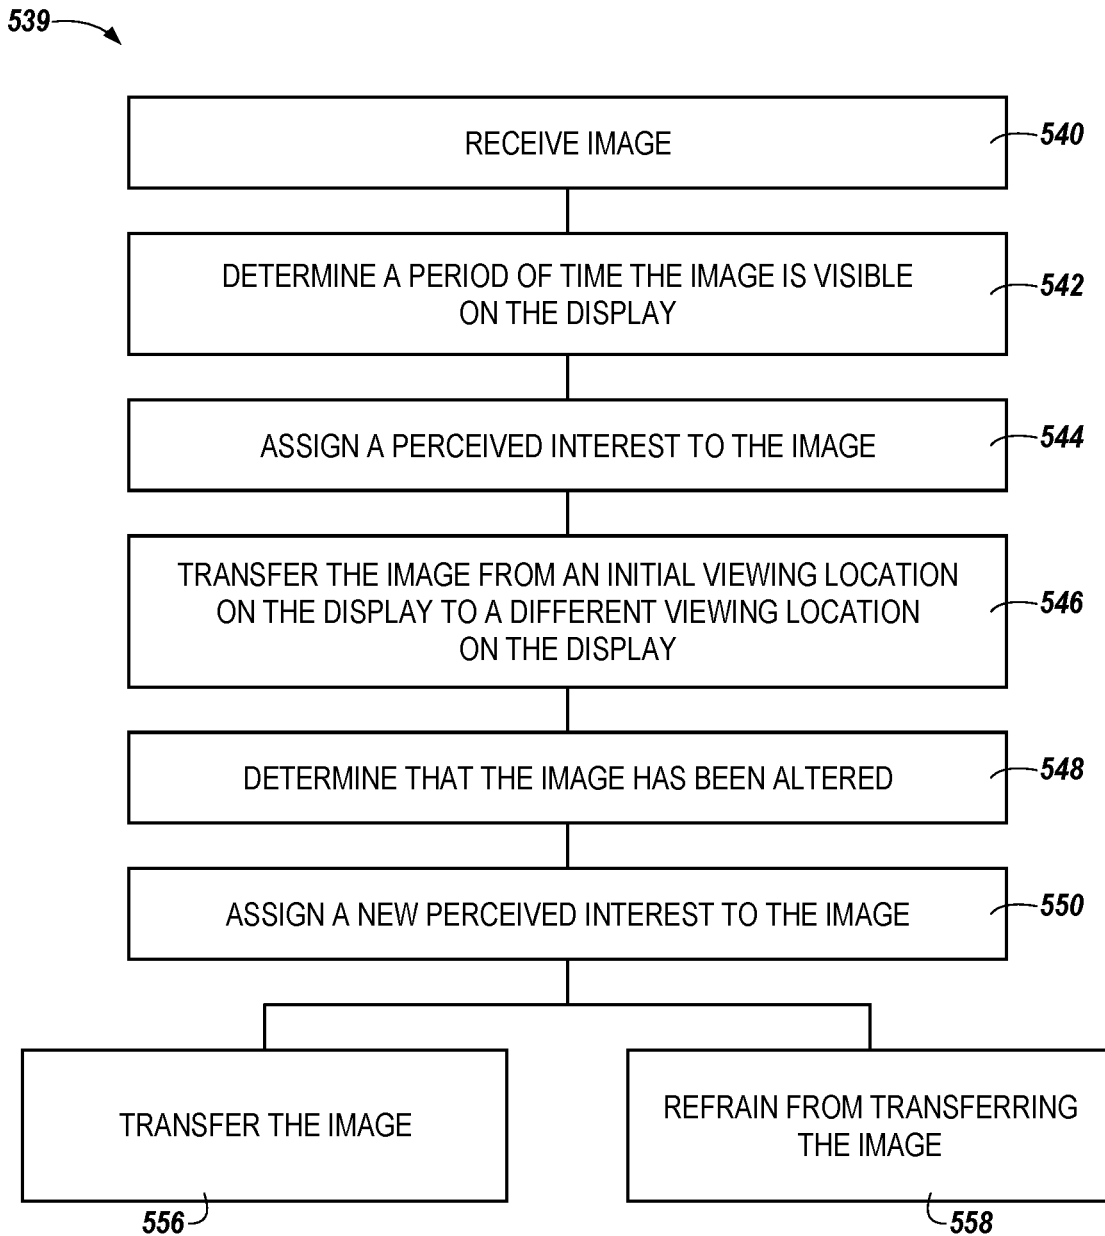 539
RECEIVE IMAGE
540
DETERMINE A PERIOD OF TIME THE IMAGE IS VISIBLE
ON THE DISPLAY
542
ASSIGN A PERCEIVED INTEREST TO THE IMAGE
544
TRANSFER THE IMAGE FROM AN INITIAL VIEWING LOCATION
ON THE DISPLAY TO A DIFFERENT VIEWING LOCATION
ON THE DISPLAY
546
DETERMINE THAT THE IMAGE HAS BEEN ALTERED
548
ASSIGN A NEW PERCEIVED INTEREST TO THE IMAGE
550
TRANSFER THE IMAGE
556
REFRAIN FROM TRANSFERRING
THE IMAGE
558